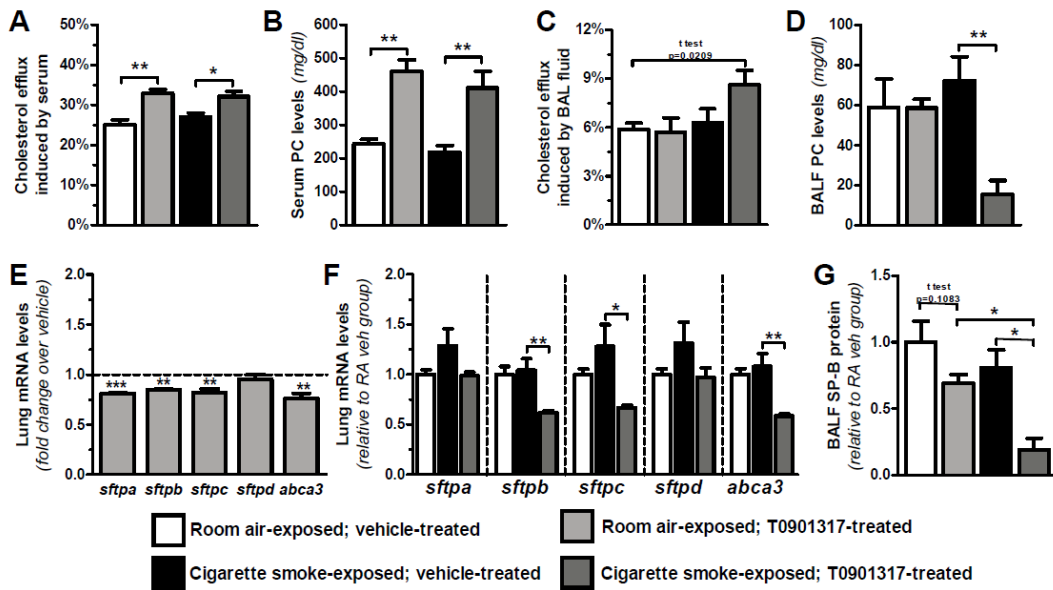 A
Cholesterol efflux
induced by serum
50%
40%
30%
20%
10%
0%
**
*
B
Serum PC levels (mg/dl)
600
400
200
0
**
**
C
Cholesterol efflux
induced by BAL fluid
12%
9%
6%
3%
0%
t test
p=0.0209
D
BALF PC levels (mg/dl)
100
80
60
40
20
0
**
E
Lung mRNA levels
(fold change over vehicle)
2.0
1.5
1.0
0.5
0.0
***
**
**
**
sftpa sftpb sftpc sftpd abca3
F
Lung mRNA levels
(relative to RA veh group)
2.0
1.5
1.0
0.5
0.0
**
*
**
sftpa sftpb sftpc sftpd abca3
G
BALF SP-B protein
(relative to RA veh group)
1.5
1.0
0.5
0.0
t test
p=0.1083
*
*
Room air-exposed; vehicle-treated
Room air-exposed; T0901317-treated
Cigarette smoke-exposed; vehicle-treated
Cigarette smoke-exposed; T0901317-treated